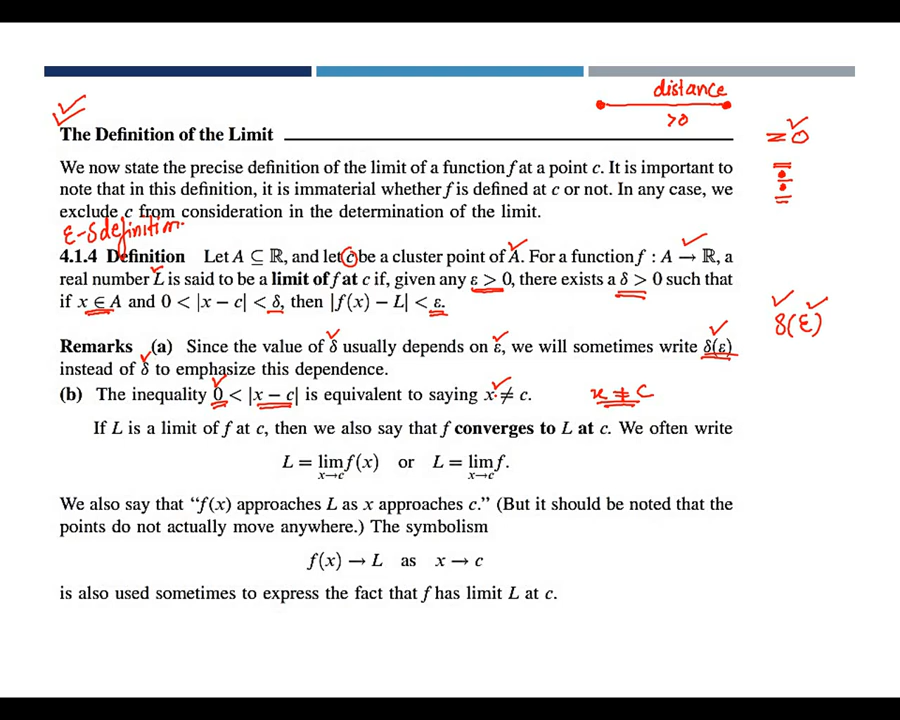 distance
>0
The Definition of the Limit
= 0
We now state the precise definition of the limit of a function f at a point c. It is important to
note that in this definition, it is immaterial whether f is defined at c or not. In any case, we
exclude c from consideration in the determination of the limit.
ε-δ definition.
4.1.4 Definition Let A ⊆ ℝ, and let c be a cluster point of A. For a function f : A → ℝ, a
real number L is said to be a limit of f at c if, given any ε > 0, there exists a δ > 0 such that
if x ∈ A and 0 < |x − c| < δ, then |f(x) − L| < ε.
δ(ε)
Remarks (a) Since the value of δ usually depends on ε, we will sometimes write δ(ε)
instead of δ to emphasize this dependence.
(b) The inequality 0 < |x − c| is equivalent to saying x ≠ c.
x ≠ c
If L is a limit of f at c, then we also say that f converges to L at c. We often write
L = lim f(x) or L = lim f.
x→c x→c
We also say that “f(x) approaches L as x approaches c.” (But it should be noted that the
points do not actually move anywhere.) The symbolism
f(x) → L as x → c
is also used sometimes to express the fact that f has limit L at c.